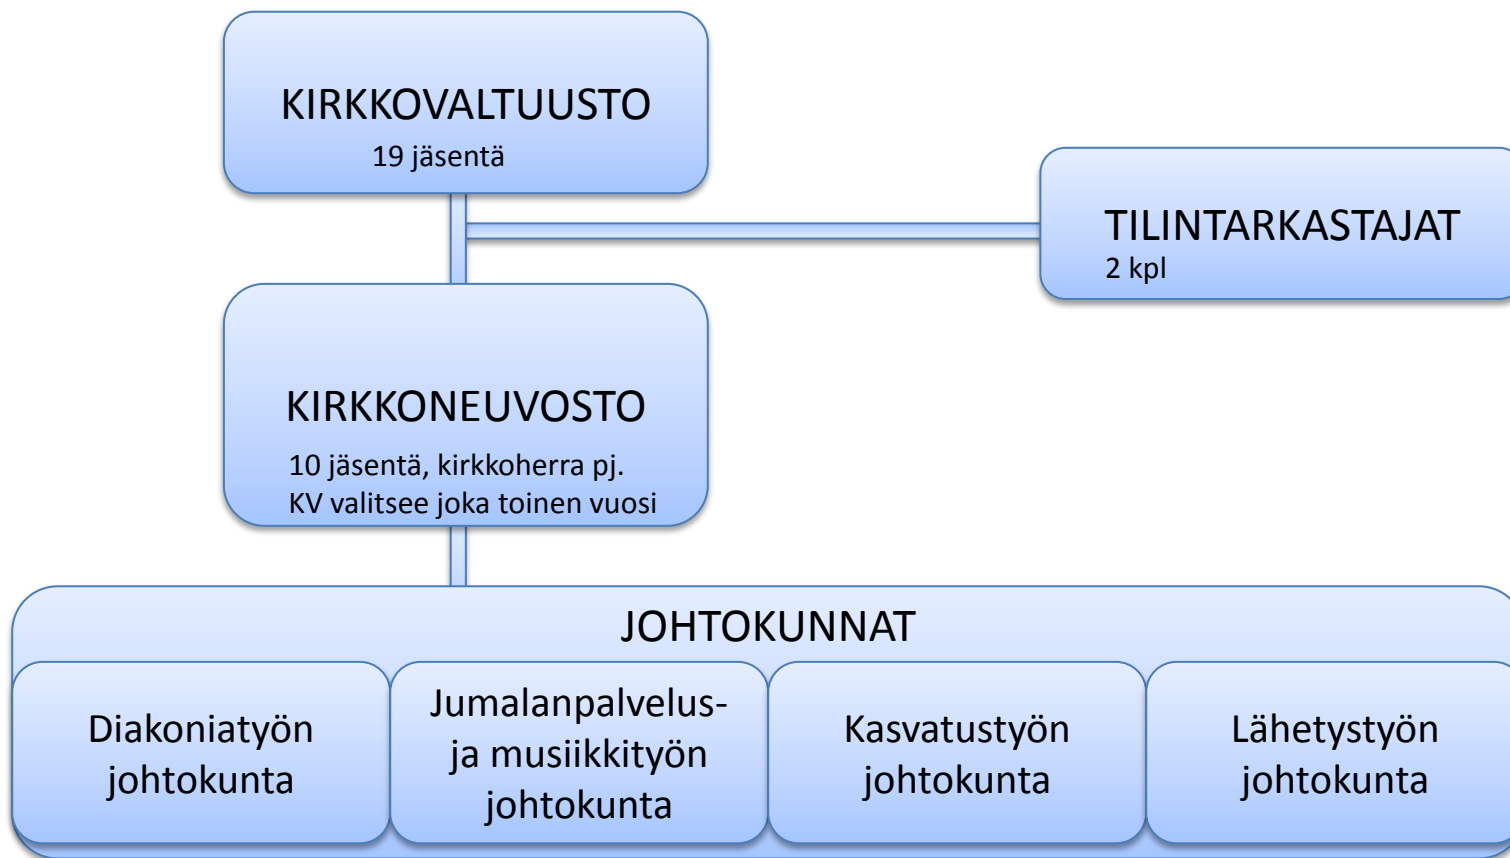 KIRKKOVALTUUSTO
19 jäsentä
TILINTARKASTAJAT
2 kpl
KIRKKONEUVOSTO
10 jäsentä, kirkkoherra pj.
KV valitsee joka toinen vuosi
JOHTOKUNNAT
Diakoniatyön
johtokunta
Jumalanpalvelus-
ja musiikkityön
johtokunta
Kasvatustyön
johtokunta
Lähetystyön
johtokunta